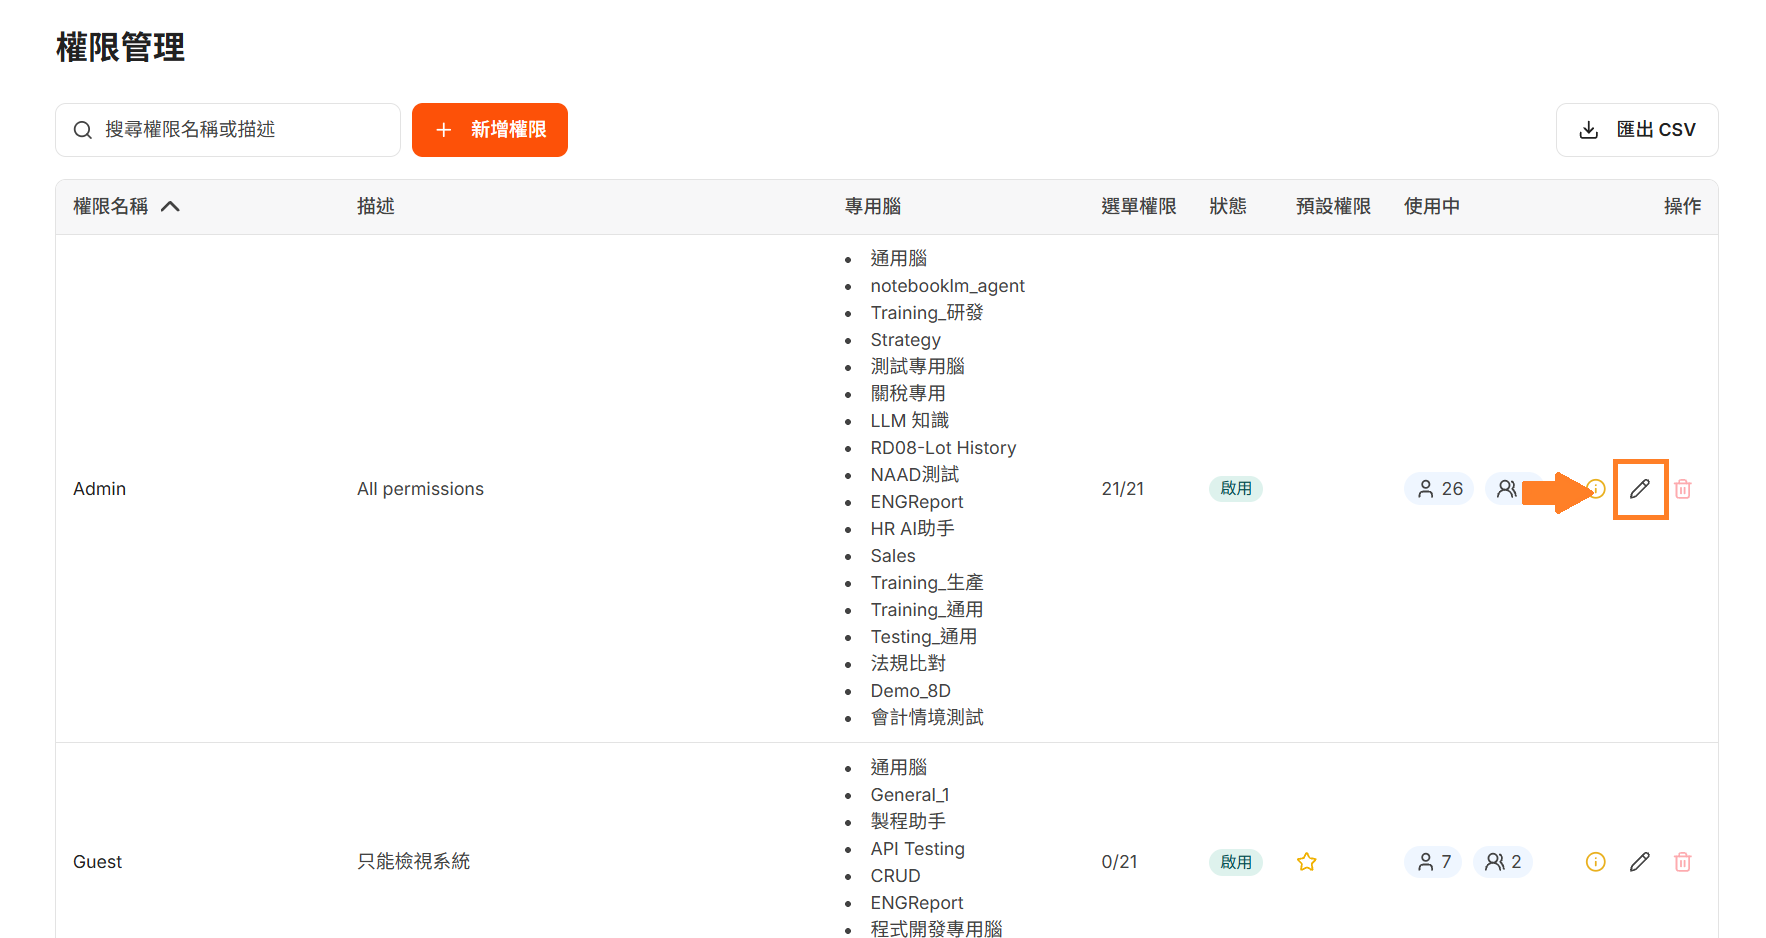 權限管理
搜尋權限名稱或描述
新增權限
匯出 CSV
權限名稱 描述 專用腦 選單權限 狀態 預設權限 使用中 操作
Admin All permissions 21/21 啟用 26
通用腦
notebooklm_agent
Training_研發
Strategy
測試專用腦
關稅專用
LLM 知識
RD08-Lot History
NAAD測試
ENGReport
HR AI助手
Sales
Training_生產
Training_通用
Testing_通用
法規比對
Demo_8D
會計情境測試
Guest 只能檢視系統 0/21 啟用 7 2
通用腦
General_1
製程助手
API Testing
CRUD
ENGReport
程式開發專用腦